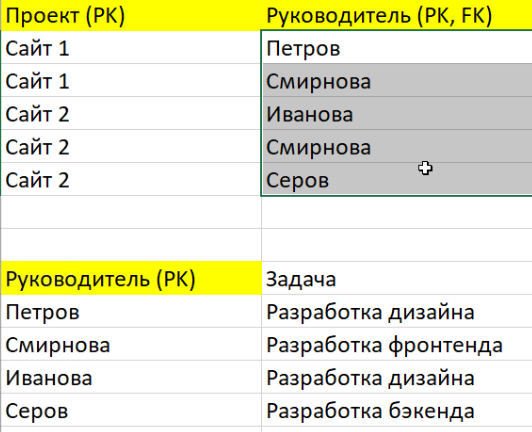 Проект (PK) Руководитель (PK, FK)
Сайт 1 Петров
Сайт 1 Смирнова
Сайт 2 Иванова
Сайт 2 Смирнова
Сайт 2 Серов
Руководитель (PK) Задача
Петров Разработка дизайна
Смирнова Разработка фронтенда
Иванова Разработка дизайна
Серов Разработка бэкенда